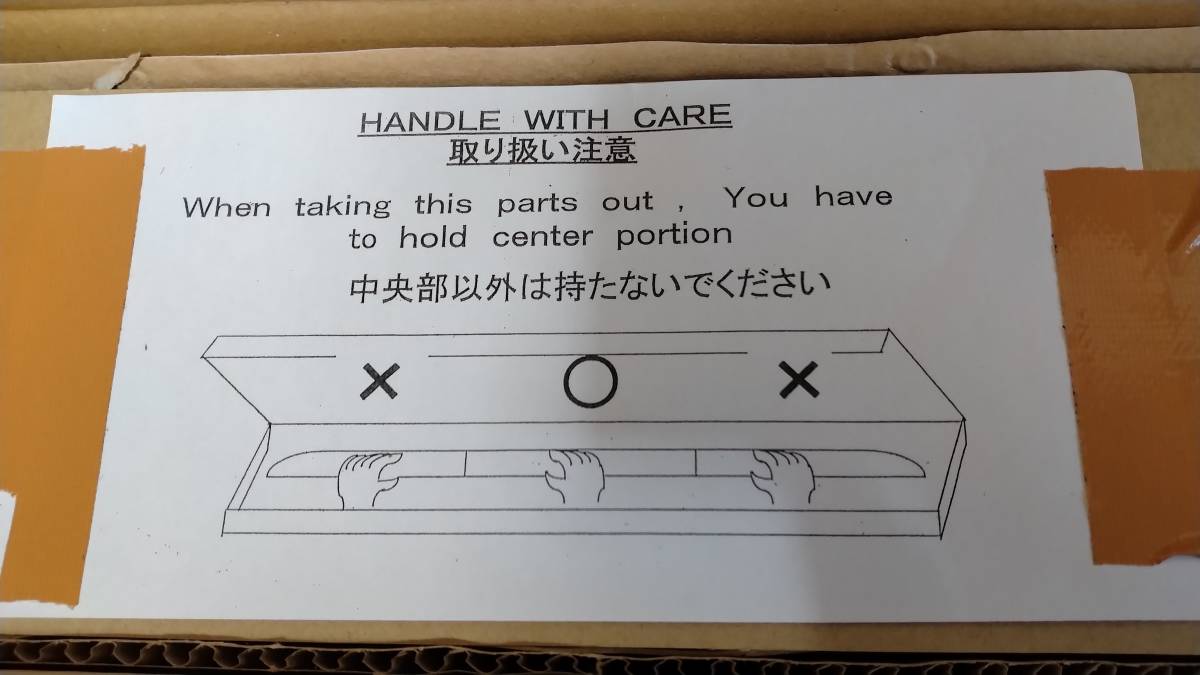 HANDLE WITH CARE
取り扱い注意
When taking this parts out , You have
to hold center portion
中央部以外は持たないでください